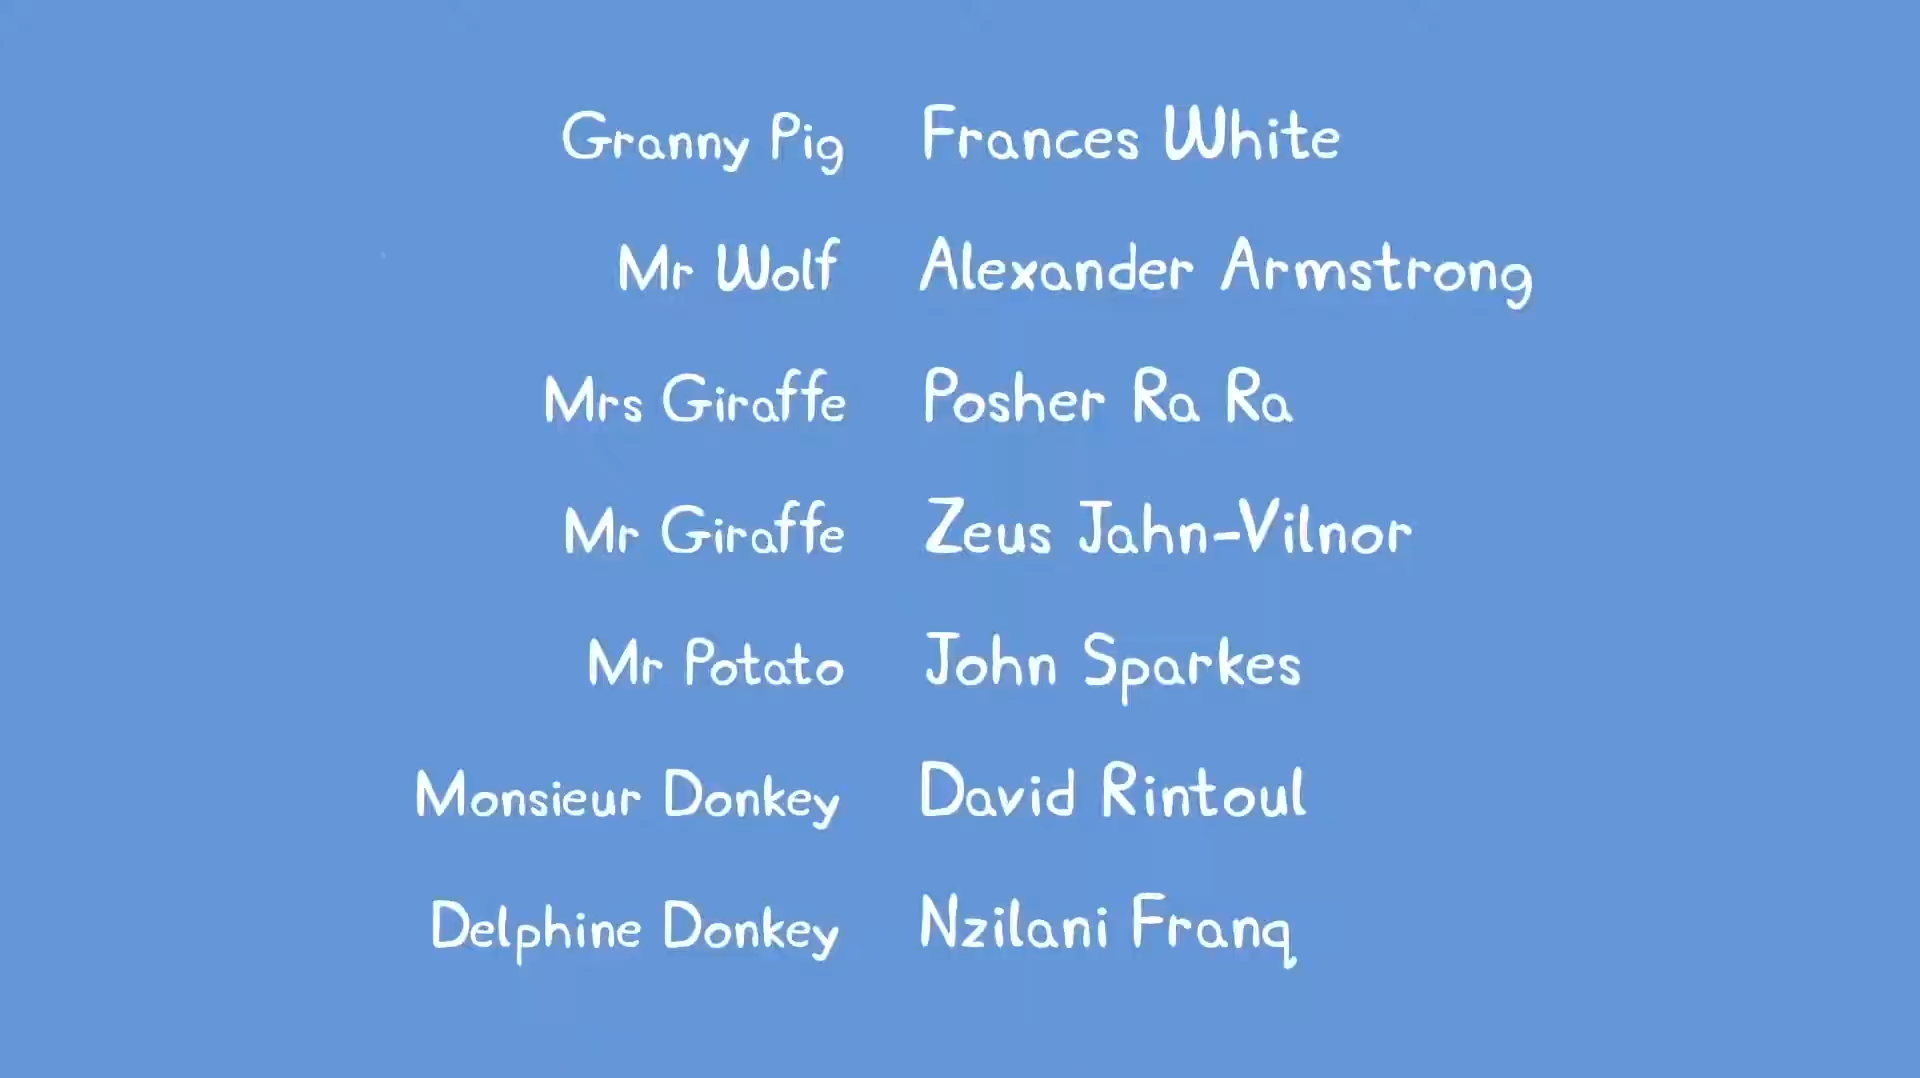 Granny Pig Frances White
Mr Wolf Alexander Armstrong
Mrs Giraffe Posher Ra Ra
Mr Giraffe Zeus Jahn-Vilnor
Mr Potato John Sparkes
Monsieur Donkey David Rintoul
Delphine Donkey Nzilani Franq